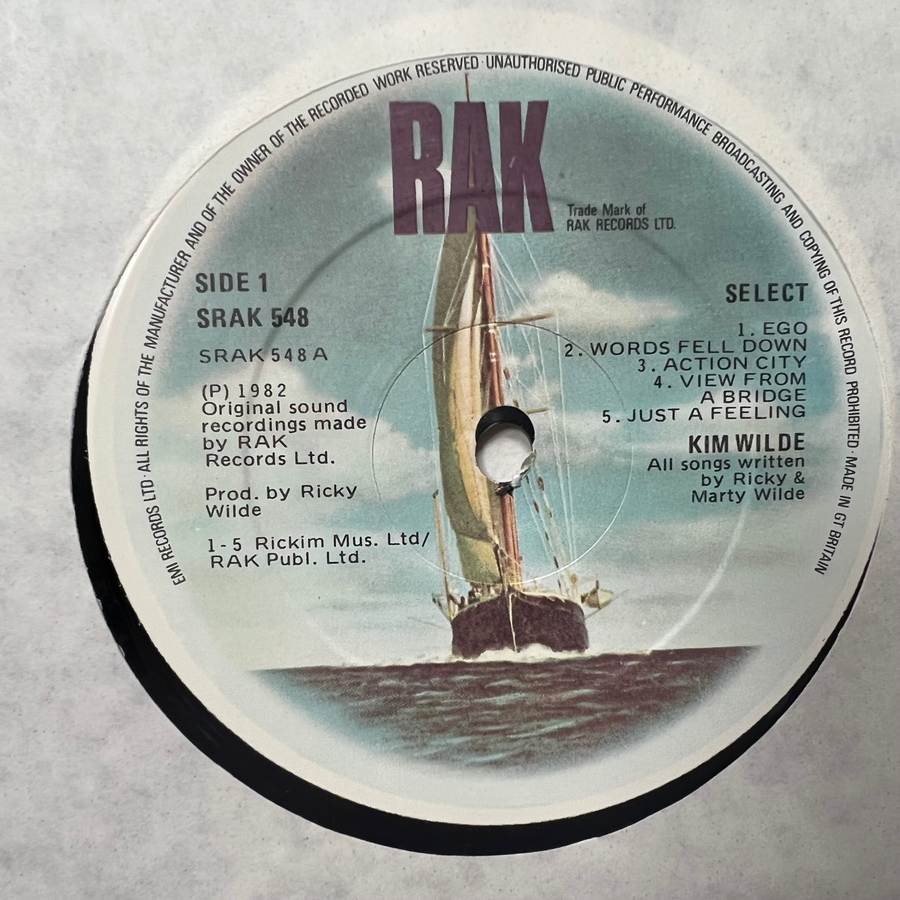 EMI RECORDS LTD · ALL RIGHTS OF THE MANUFACTURER AND OF THE OWNER OF THE RECORDED WORK RESERVED · UNAUTHORISED PUBLIC PERFORMANCE BROADCASTING AND COPYING OF THIS RECORD PROHIBITED · MADE IN GT BRITAIN
RAK
Trade Mark of
RAK RECORDS LTD.
SIDE 1
SRAK 548
SRAK 548 A
(P) 1982
Original sound
recordings made
by RAK
Records Ltd.
Prod. by Ricky
Wilde
1-5 Rickim Mus. Ltd/
RAK Publ. Ltd.
SELECT
1. EGO
2. WORDS FELL DOWN
3. ACTION CITY
4. VIEW FROM
A BRIDGE
5. JUST A FEELING
KIM WILDE
All songs written
by Ricky &
Marty Wilde